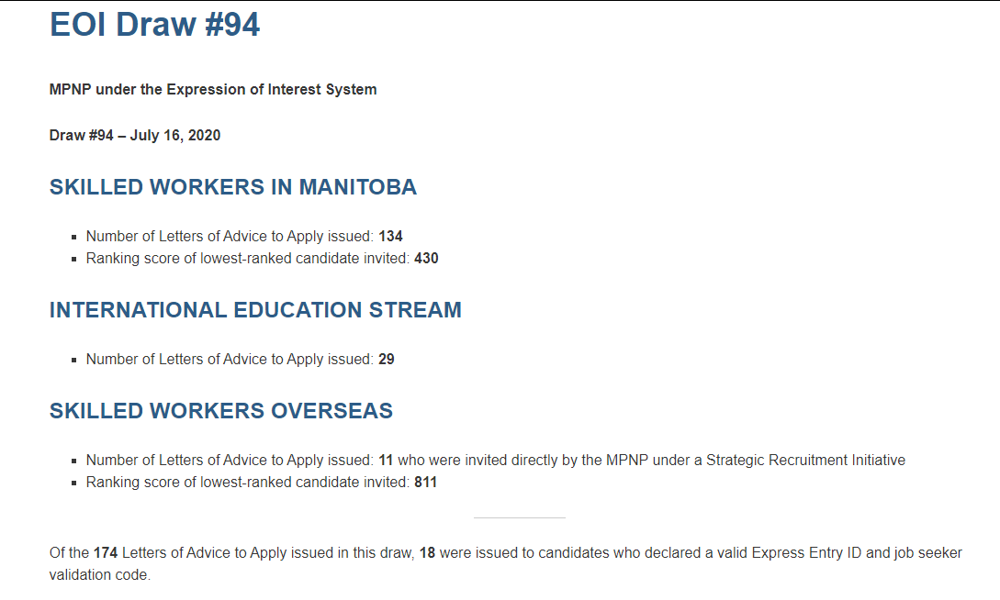 EOI Draw #94
MPNP under the Expression of Interest System
Draw #94 – July 16, 2020
SKILLED WORKERS IN MANITOBA
▪ Number of Letters of Advice to Apply issued: 134
▪ Ranking score of lowest-ranked candidate invited: 430
INTERNATIONAL EDUCATION STREAM
▪ Number of Letters of Advice to Apply issued: 29
SKILLED WORKERS OVERSEAS
▪ Number of Letters of Advice to Apply issued: 11 who were invited directly by the MPNP under a Strategic Recruitment Initiative
▪ Ranking score of lowest-ranked candidate invited: 811
Of the 174 Letters of Advice to Apply issued in this draw, 18 were issued to candidates who declared a valid Express Entry ID and job seeker
validation code.